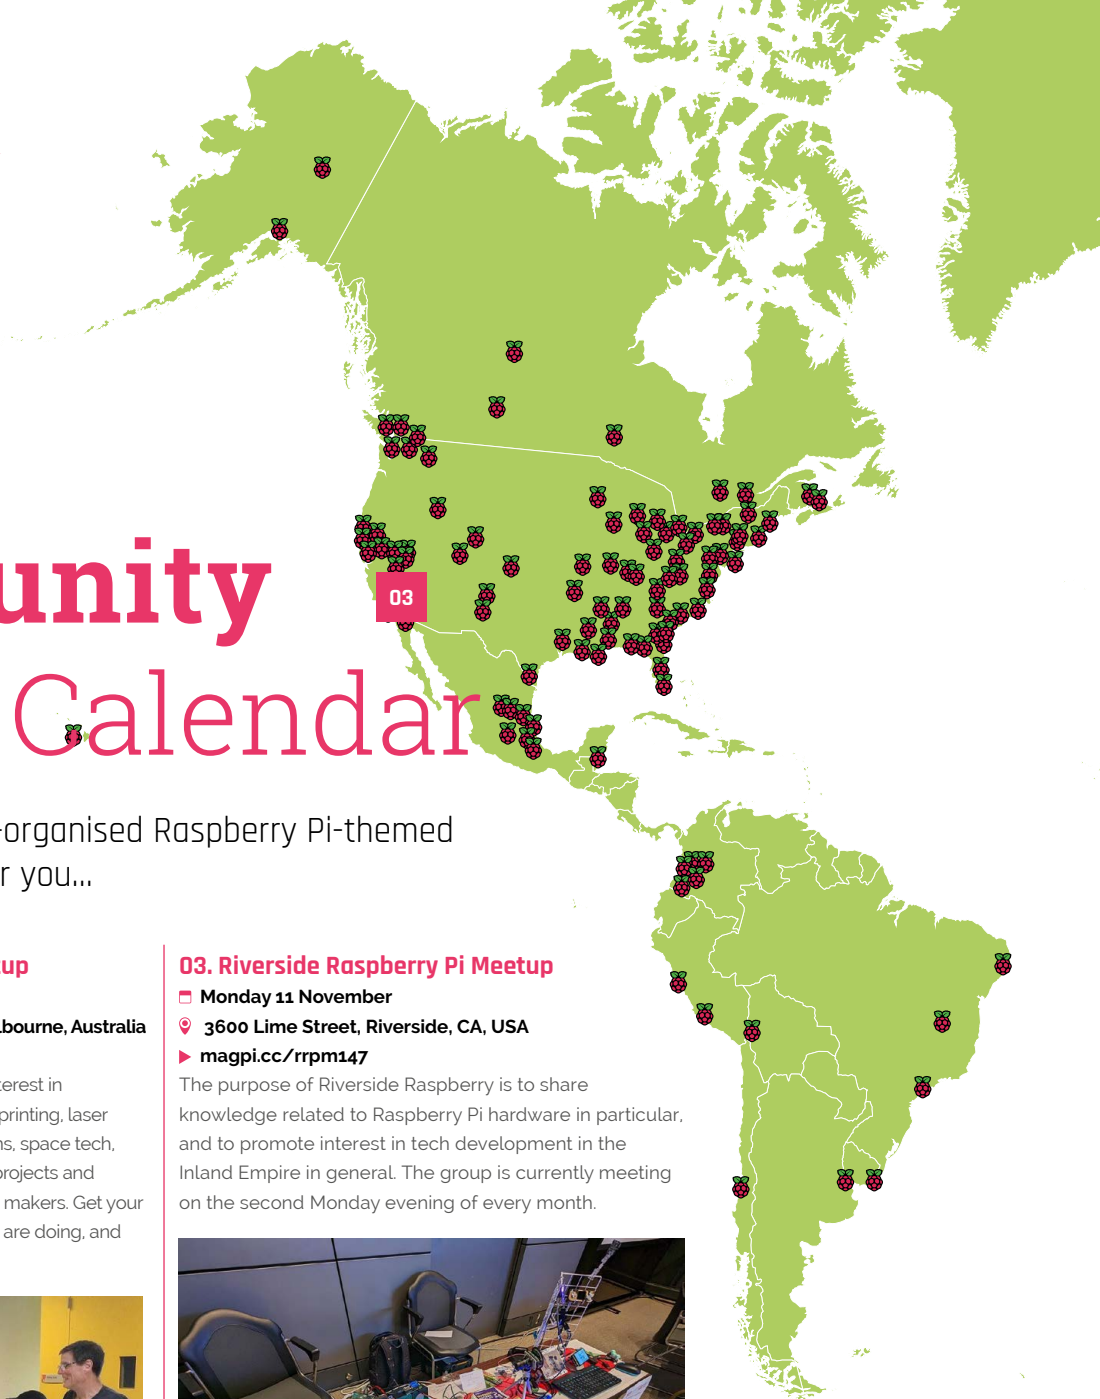 unity
Calendar
03
-organised Raspberry Pi-themed
r you...
up
lbourne, Australia
terest in
printing, laser
ns, space tech,
projects and
makers. Get your
are doing, and
03. Riverside Raspberry Pi Meetup
Monday 11 November
3600 Lime Street, Riverside, CA, USA
magpi.cc/rrpm147
The purpose of Riverside Raspberry is to share
knowledge related to Raspberry Pi hardware in particular,
and to promote interest in tech development in the
Inland Empire in general. The group is currently meeting
on the second Monday evening of every month.